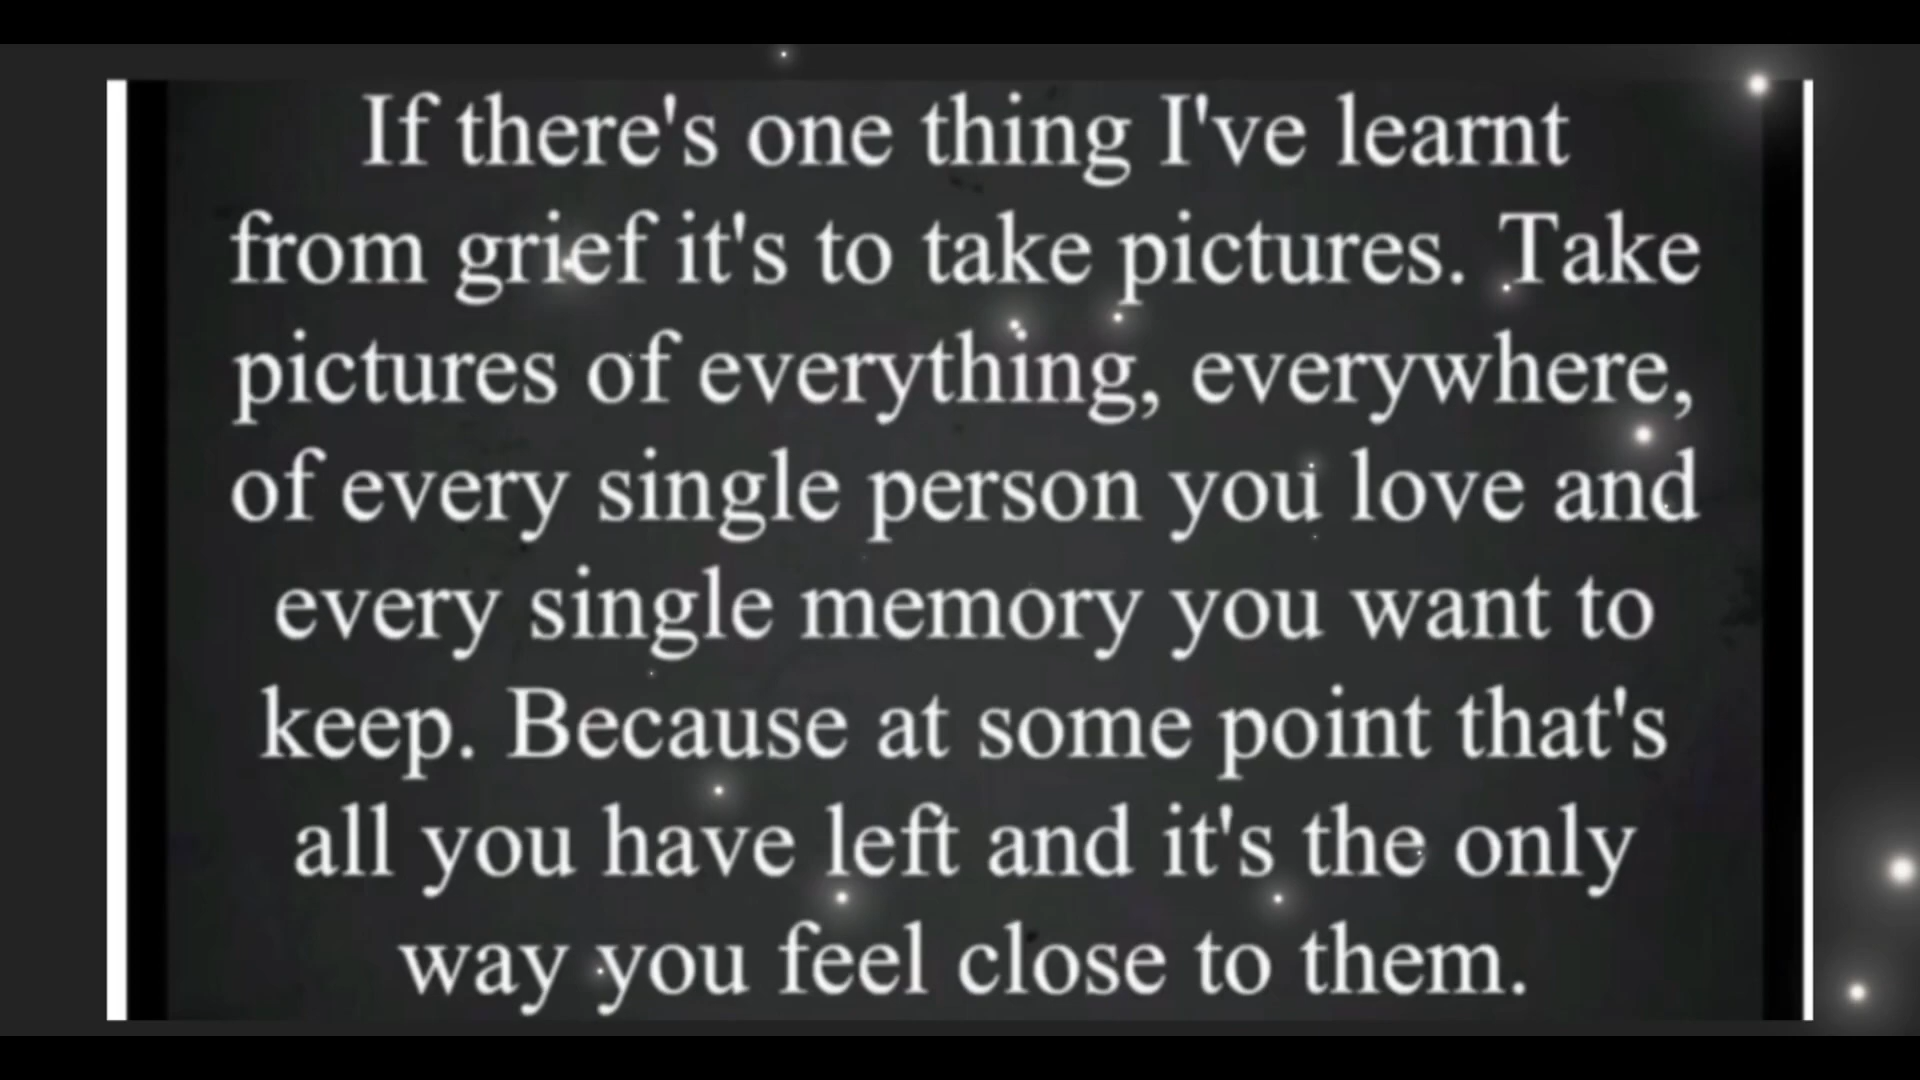 If there's one thing I've learnt
from grief it's to take pictures. Take
pictures of everything, everywhere,
of every single person you love and
every single memory you want to
keep. Because at some point that's
all you have left and it's the only
way you feel close to them.